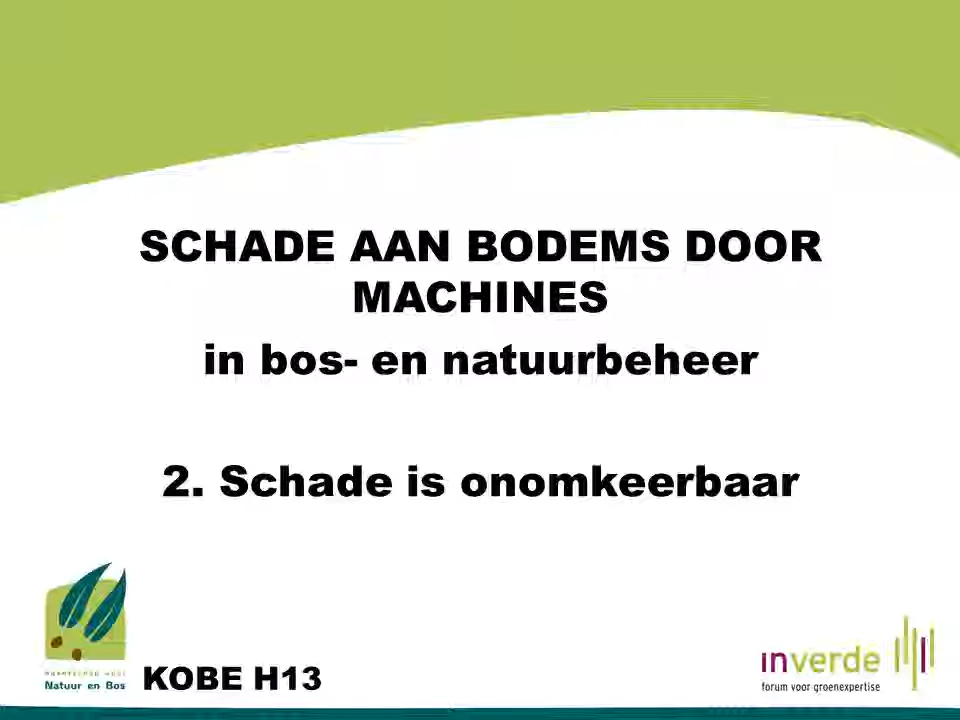 SCHADE AAN BODEMS DOOR
MACHINES
in bos- en natuurbeheer
2. Schade is onomkeerbaar
Natuur en Bos
KOBE H13
inverde
forum voor groenexpertise